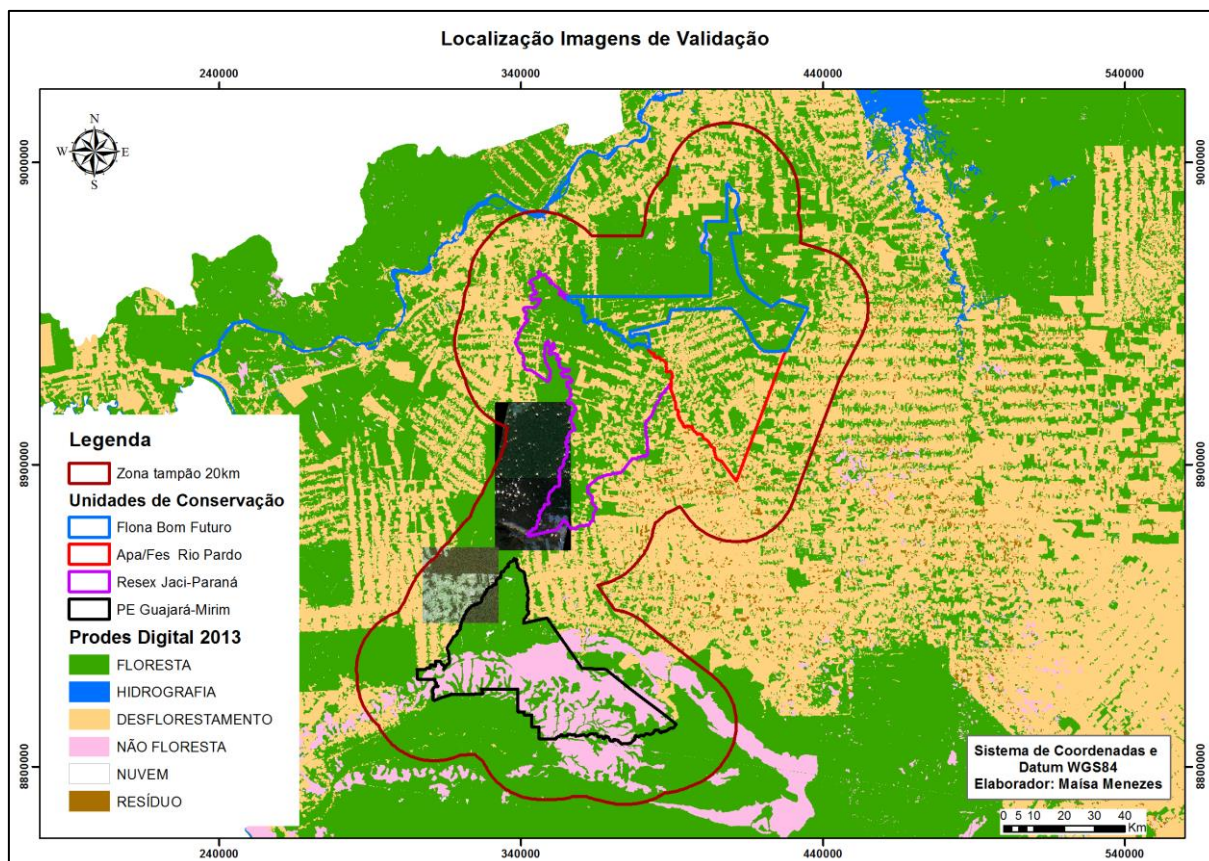 Localização Imagens de Validação
240000 340000 440000 540000
N
W E
S
9000000 9000000
8900000 8900000
8800000 8800000
Legenda
Zona tampão 20km
Unidades de Conservação
Flona Bom Futuro
Apa/Fes Rio Pardo
Resex Jaci-Paraná
PE Guajará-Mirim
Prodes Digital 2013
FLORESTA
HIDROGRAFIA
DESFLORESTAMENTO
NÃO FLORESTA
NUVEM
RESÍDUO
Sistema de Coordenadas e
Datum WGS84
Elaborador: Maísa Menezes
0 5 10 20 30 40
Km
240000 340000 440000 540000